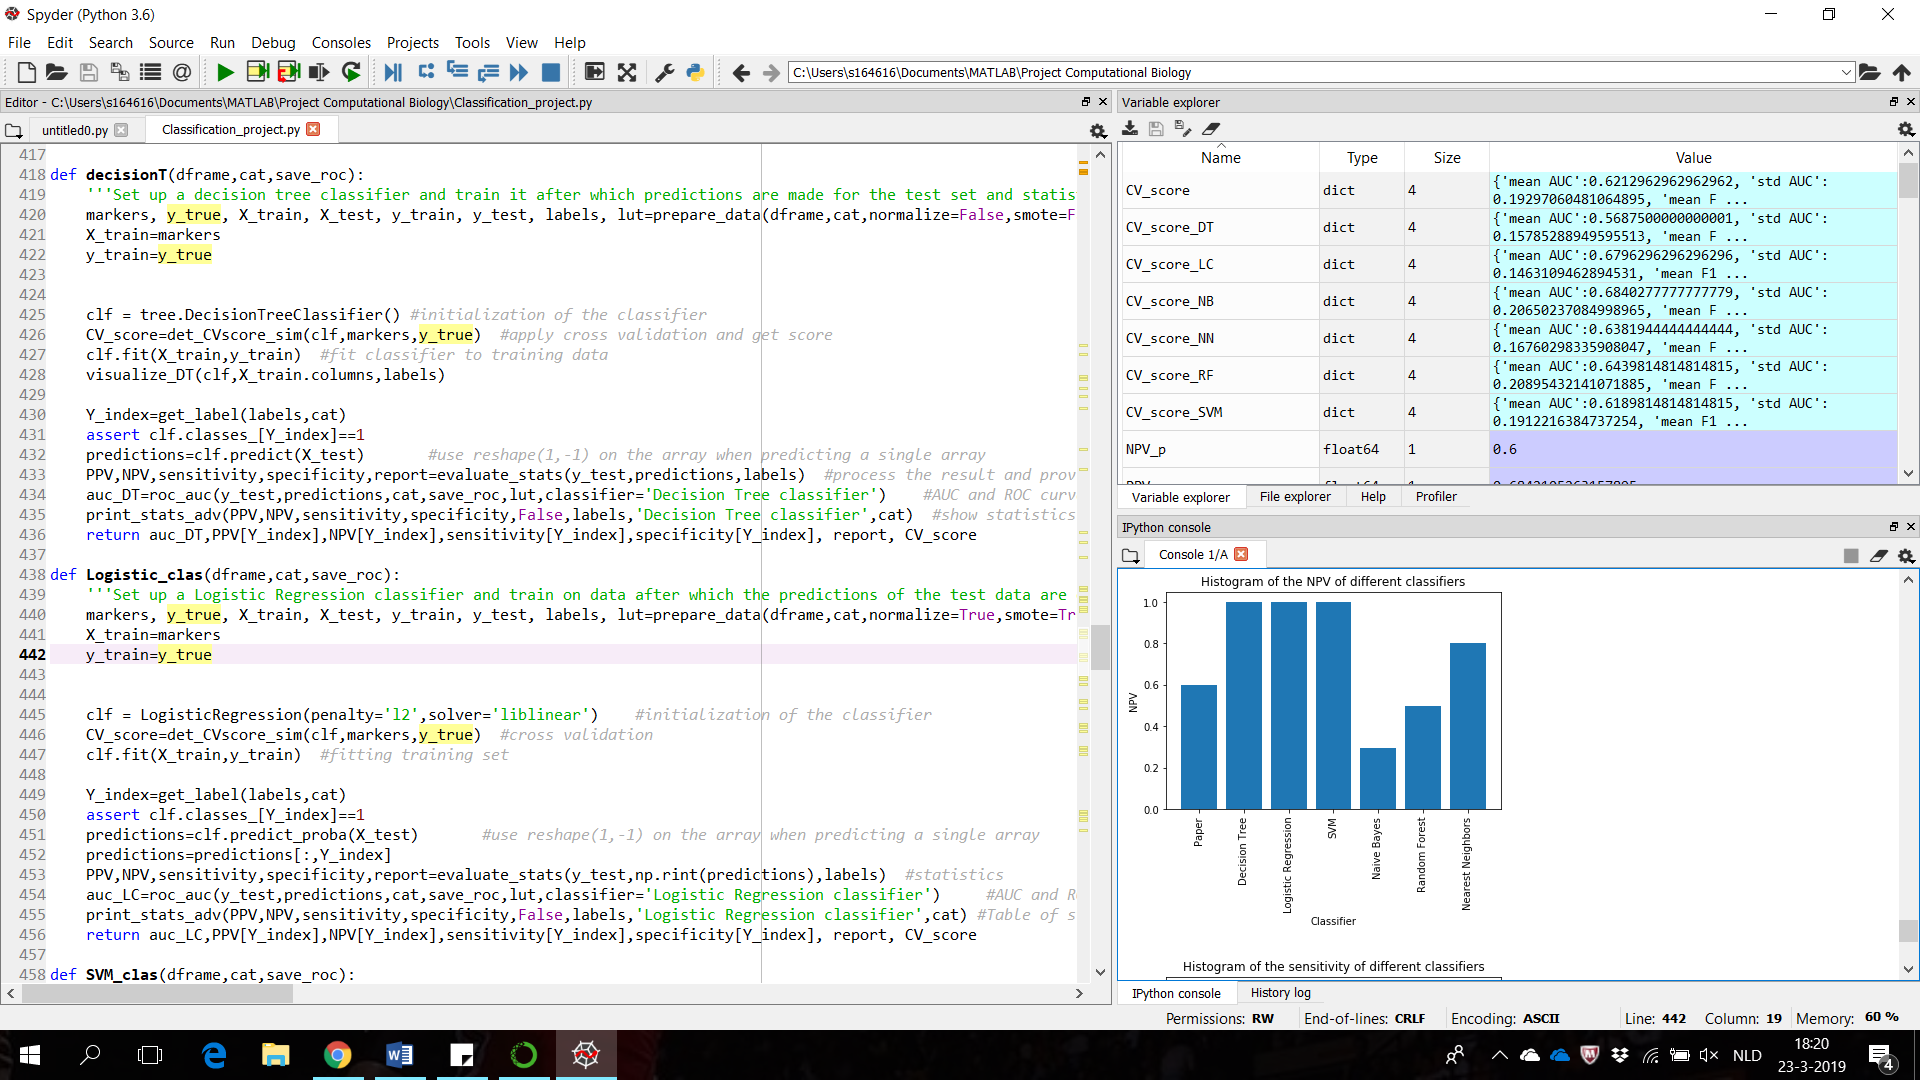 Spyder (Python 3.6)
File Edit Search Source Run Debug Consoles Projects Tools View Help
C:\Users\s164616\Documents\MATLAB\Project Computational Biology
Editor - C:\Users\s164616\Documents\MATLAB\Project Computational Biology\Classification_project.py
untitled0.py Classification_project.py
417
418 def decisionT(dframe,cat,save_roc):
419     '''Set up a decision tree classifier and train it after which predictions are made for the test set and statis
420     markers, y_true, X_train, X_test, y_train, y_test, labels, lut=prepare_data(dframe,cat,normalize=False,smote=F
421     X_train=markers
422     y_train=y_true
423
424
425     clf = tree.DecisionTreeClassifier() #initialization of the classifier
426     CV_score=det_CVscore_sim(clf,markers,y_true)  #apply cross validation and get score
427     clf.fit(X_train,y_train)  #fit classifier to training data
428     visualize_DT(clf,X_train.columns,labels)
429
430     Y_index=get_label(labels,cat)
431     assert clf.classes_[Y_index]==1
432     predictions=clf.predict(X_test)       #use reshape(1,-1) on the array when predicting a single array
433     PPV,NPV,sensitivity,specificity,report=evaluate_stats(y_test,predictions,labels)  #process the result and prov
434     auc_DT=roc_auc(y_test,predictions,cat,save_roc,lut,classifier='Decision Tree classifier')    #AUC and ROC curv
435     print_stats_adv(PPV,NPV,sensitivity,specificity,False,labels,'Decision Tree classifier',cat)  #show statistics
436     return auc_DT,PPV[Y_index],NPV[Y_index],sensitivity[Y_index],specificity[Y_index], report, CV_score
437
438 def Logistic_clas(dframe,cat,save_roc):
439     '''Set up a Logistic Regression classifier and train on data after which the predictions of the test data are
440     markers, y_true, X_train, X_test, y_train, y_test, labels, lut=prepare_data(dframe,cat,normalize=True,smote=Tr
441     X_train=markers
442     y_train=y_true
443
444
445     clf = LogisticRegression(penalty='l2',solver='liblinear')    #initialization of the classifier
446     CV_score=det_CVscore_sim(clf,markers,y_true)  #cross validation
447     clf.fit(X_train,y_train)  #fitting training set
448
449     Y_index=get_label(labels,cat)
450     assert clf.classes_[Y_index]==1
451     predictions=clf.predict_proba(X_test)       #use reshape(1,-1) on the array when predicting a single array
452     predictions=predictions[:,Y_index]
453     PPV,NPV,sensitivity,specificity,report=evaluate_stats(y_test,np.rint(predictions),labels)  #statistics
454     auc_LC=roc_auc(y_test,predictions,cat,save_roc,lut,classifier='Logistic Regression classifier')     #AUC and R
455     print_stats_adv(PPV,NPV,sensitivity,specificity,False,labels,'Logistic Regression classifier',cat) #Table of s
456     return auc_LC,PPV[Y_index],NPV[Y_index],sensitivity[Y_index],specificity[Y_index], report, CV_score
457
458 def SVM_clas(dframe,cat,save_roc):
Variable explorer
Name Type Size Value
CV_score dict 4 {'mean AUC':0.6212962962962962, 'std AUC':
0.19297060481064895, 'mean F ...
CV_score_DT dict 4 {'mean AUC':0.5687500000000001, 'std AUC':
0.15785288949595513, 'mean F ...
CV_score_LC dict 4 {'mean AUC':0.6796296296296296, 'std AUC':
0.1463109462894531, 'mean F1 ...
CV_score_NB dict 4 {'mean AUC':0.6840277777777779, 'std AUC':
0.20650237084998965, 'mean F ...
CV_score_NN dict 4 {'mean AUC':0.6381944444444444, 'std AUC':
0.16760298335908047, 'mean F ...
CV_score_RF dict 4 {'mean AUC':0.6439814814814815, 'std AUC':
0.20895432141071885, 'mean F ...
CV_score_SVM dict 4 {'mean AUC':0.6189814814814815, 'std AUC':
0.1912216384737254, 'mean F1 ...
NPV_p float64 1 0.6
Variable explorer File explorer Help Profiler
IPython console
Console 1/A
Histogram of the NPV of different classifiers
1.0
0.8
0.6
0.4
0.2
0.0
NPV
Paper
Decision Tree
Logistic Regression
SVM
Naive Bayes
Random Forest
Nearest Neighbors
Classifier
Histogram of the sensitivity of different classifiers
IPython console History log
Permissions: RW End-of-lines: CRLF Encoding: ASCII Line: 442 Column: 19 Memory: 60 %
NLD
18:20
23-3-2019
4